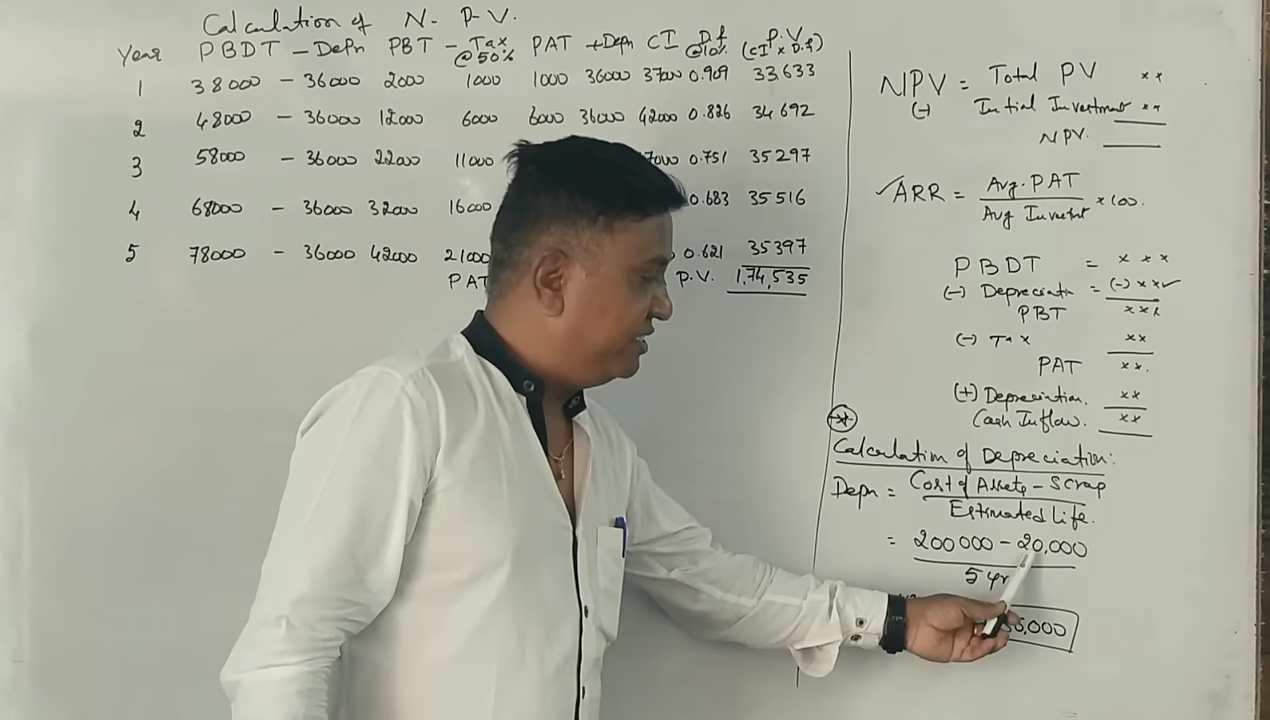 Calculation of N. P.V.
Year PBDT - Depn PBT - Tax @50% PAT + Depn CI D.f @10% P.V (CI x D.f)
1 38000 - 36000 2000 1000 1000 36000 37000 0.909 33633
2 48000 - 36000 12000 6000 6000 36000 42000 0.826 34692
3 58000 - 36000 22000 11000 7000 0.751 35297
4 68000 - 36000 32000 16000 0.683 35516
5 78000 - 36000 42000 21000 0.621 35397
PAT P.V. 1,74,535
NPV = Total PV xx
(-) Initial Investment xx
NPV.
✓ARR = Avg. PAT
Avg Investmt x 100.
PBDT = x x x
(-) Depreciatin = (-) x x ✓
PBT x x x
(-) Tax xx
PAT xx.
(+) Depreciation. xx
Cash Inflow. xx
Calculation of Depreciation:
Depn = Cost of Assets - Scrap
Estimated Life.
= 200000 - 20,000
5 yr